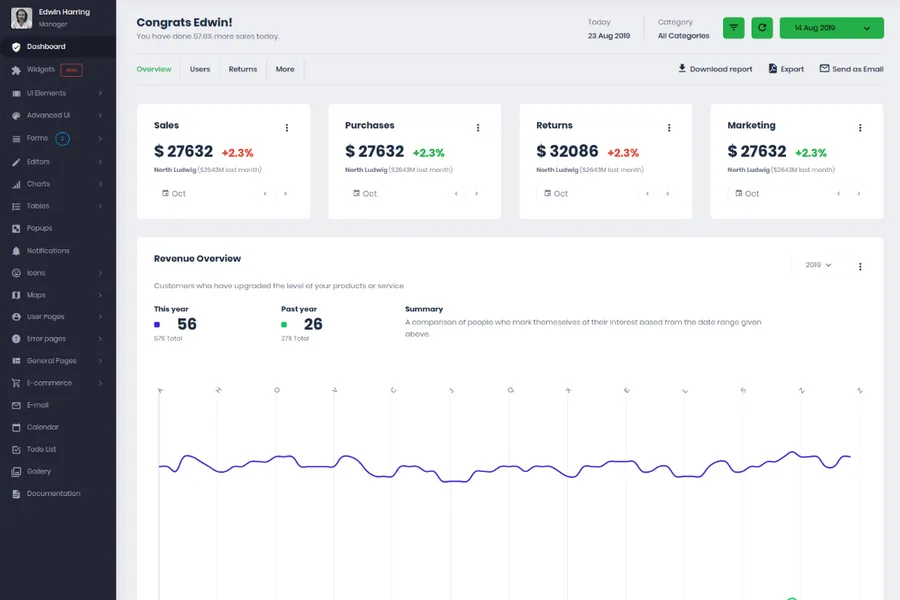 Edwin Harring
Manager
Dashboard
Widgets New
UI Elements
Advanced UI
Forms 2
Editors
Charts
Tables
Popups
Notifications
Icons
Maps
User Pages
Error pages
General Pages
E-commerce
E-mail
Calendar
Todo List
Gallery
Documentation
Congrats Edwin!
You have done 57.6% more sales today.
Today
23 Aug 2019
Category
All Categories
14 Aug 2019
Overview Users Returns More
Download report Export Send as Email
Sales
$ 27632 +2.3%
North Ludwig ($2643M last month)
Oct
Purchases
$ 27632 +2.3%
North Ludwig ($2643M last month)
Oct
Returns
$ 32086 +2.3%
North Ludwig ($2643M last month)
Oct
Marketing
$ 27632 +2.3%
North Ludwig ($2643M last month)
Oct
Revenue Overview
2019
Customers who have upgraded the level of your products or service
This year
56
57% Total
Past year
26
27% Total
Summary
A comparison of people who mark themeselves of their interest based from the date range given
above.
A H O V C J Q X E L S Z Z